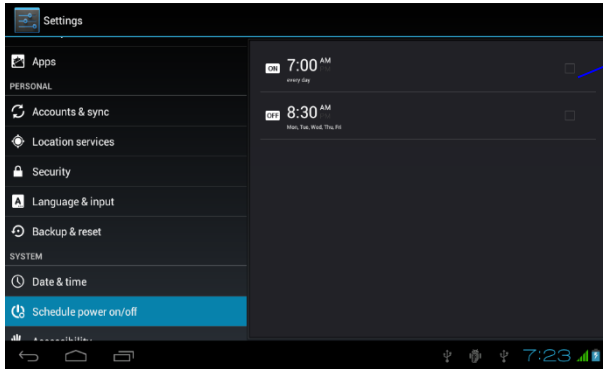 Settings
Apps
PERSONAL
Accounts & sync
Location services
Security
A Language & input
Backup & reset
SYSTEM
Date & time
Schedule power on/off
Accessibility
ON 7:00 AM
every day
OFF 8:30 AM
Mon, Tue, Wed, Thu, Fri
7:23